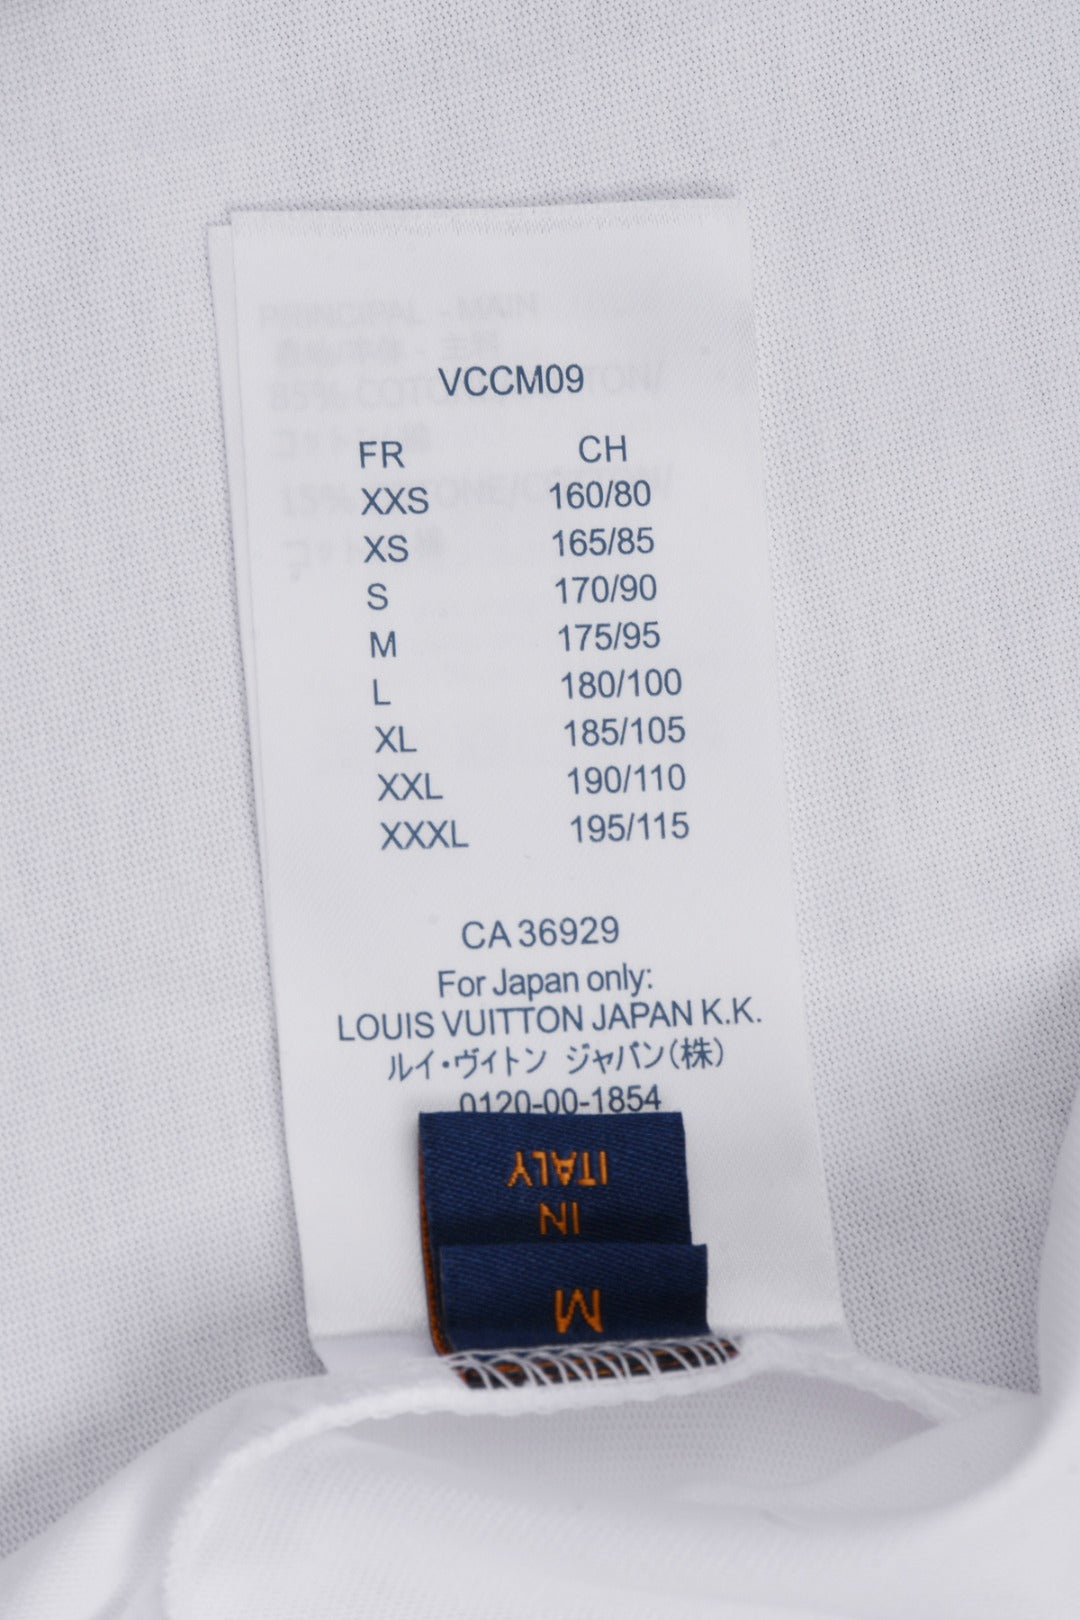 PRINCIPAL - MAIN
VCCM09
FR CH
XXS 160/80
XS 165/85
S 170/90
M 175/95
L 180/100
XL 185/105
XXL 190/110
XXXL 195/115
CA 36929
For Japan only:
LOUIS VUITTON JAPAN K.K.
ルイ・ヴィトン ジャパン(株)
0120-00-1854
ITALY
IN
M